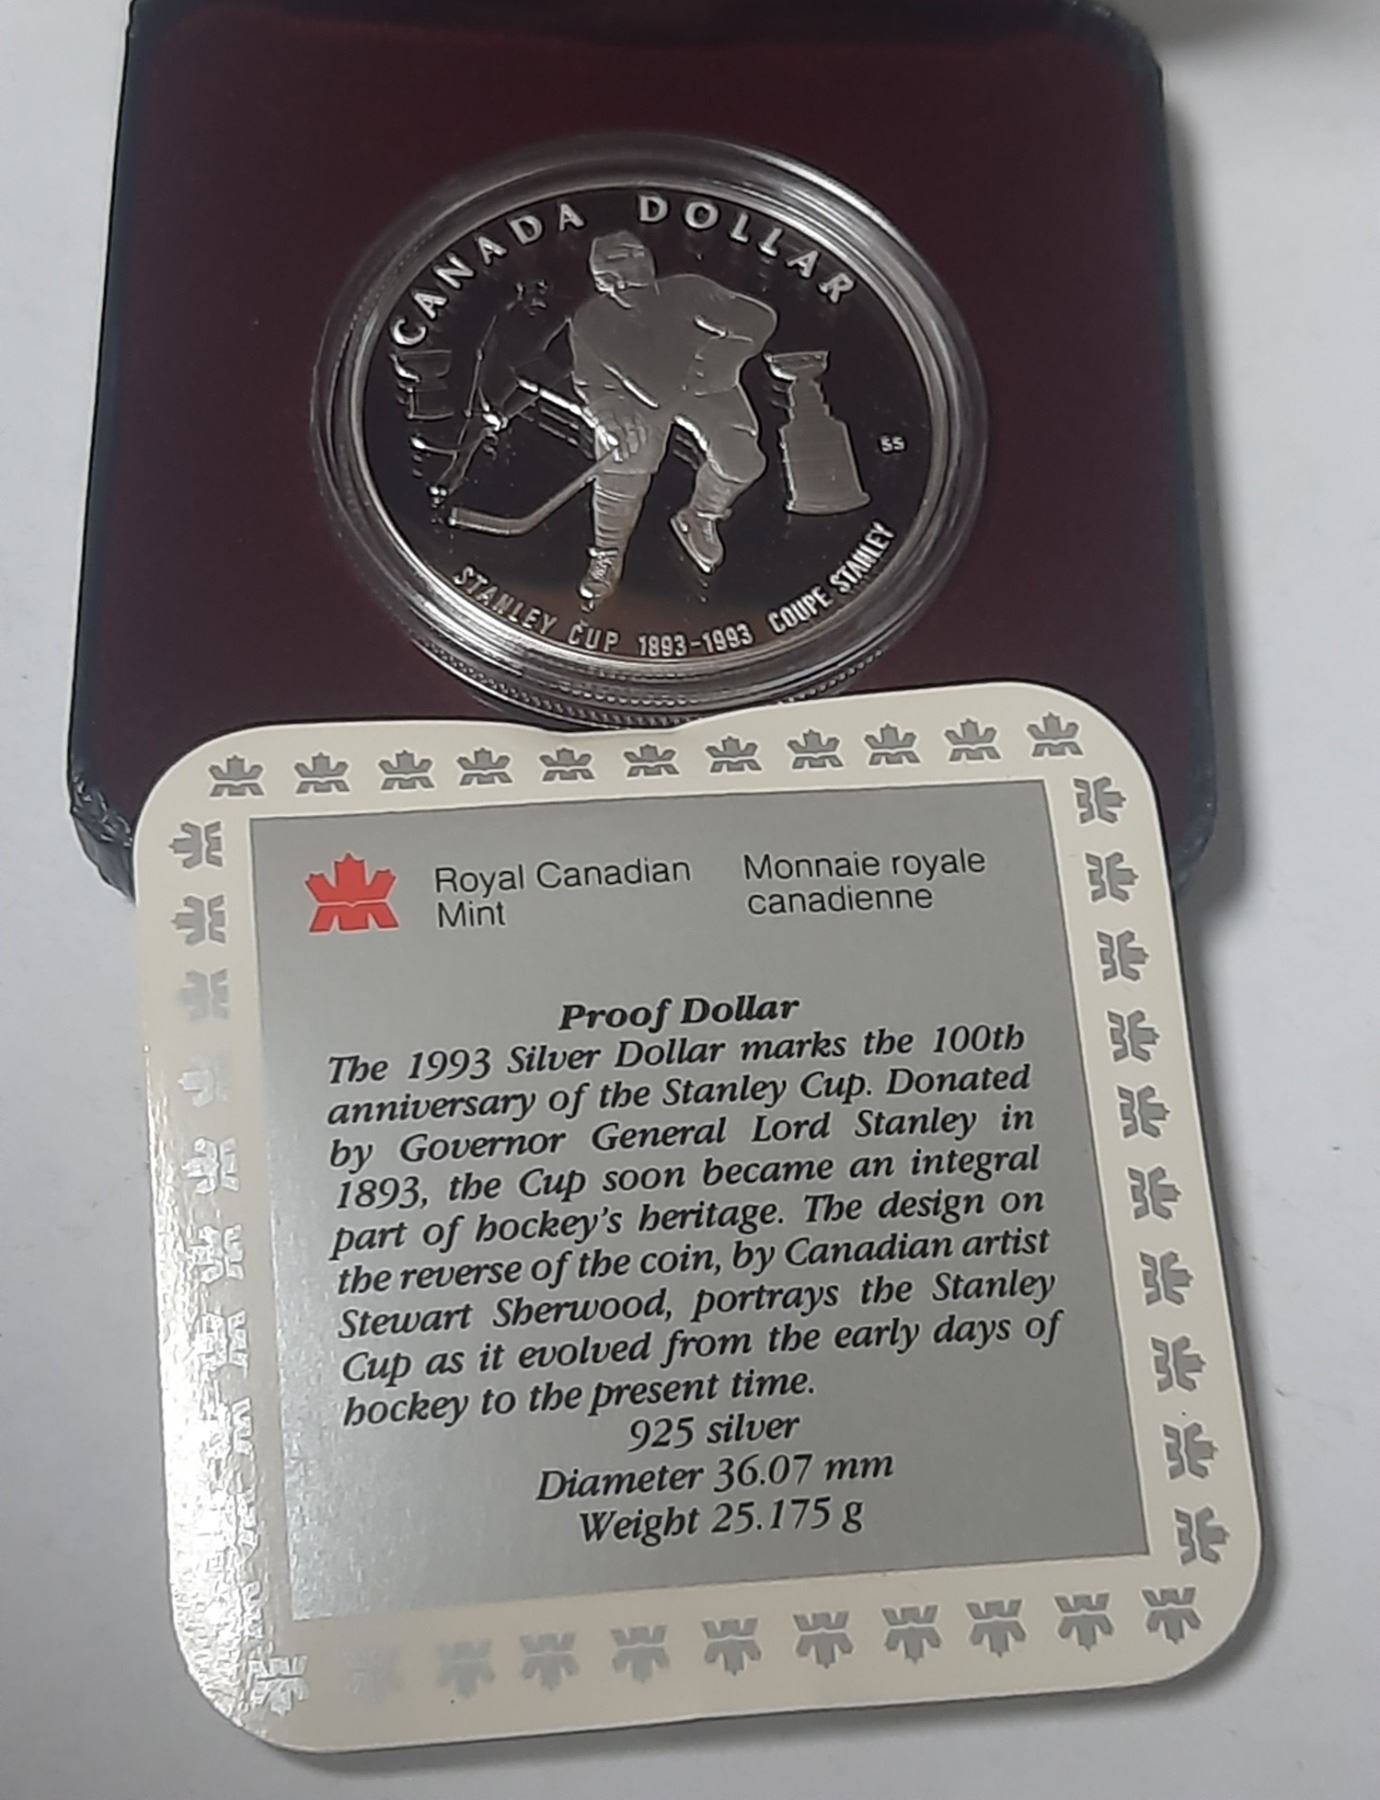 CANADA DOLLAR
SS
STANLEY CUP 1893-1993 COUPE STANLEY
Royal Canadian Mint
Monnaie royale canadienne
Proof Dollar
The 1993 Silver Dollar marks the 100th
anniversary of the Stanley Cup. Donated
by Governor General Lord Stanley in
1893, the Cup soon became an integral
part of hockey's heritage. The design on
the reverse of the coin, by Canadian artist
Stewart Sherwood, portrays the Stanley
Cup as it evolved from the early days of
hockey to the present time.
925 silver
Diameter 36.07 mm
Weight 25.175 g